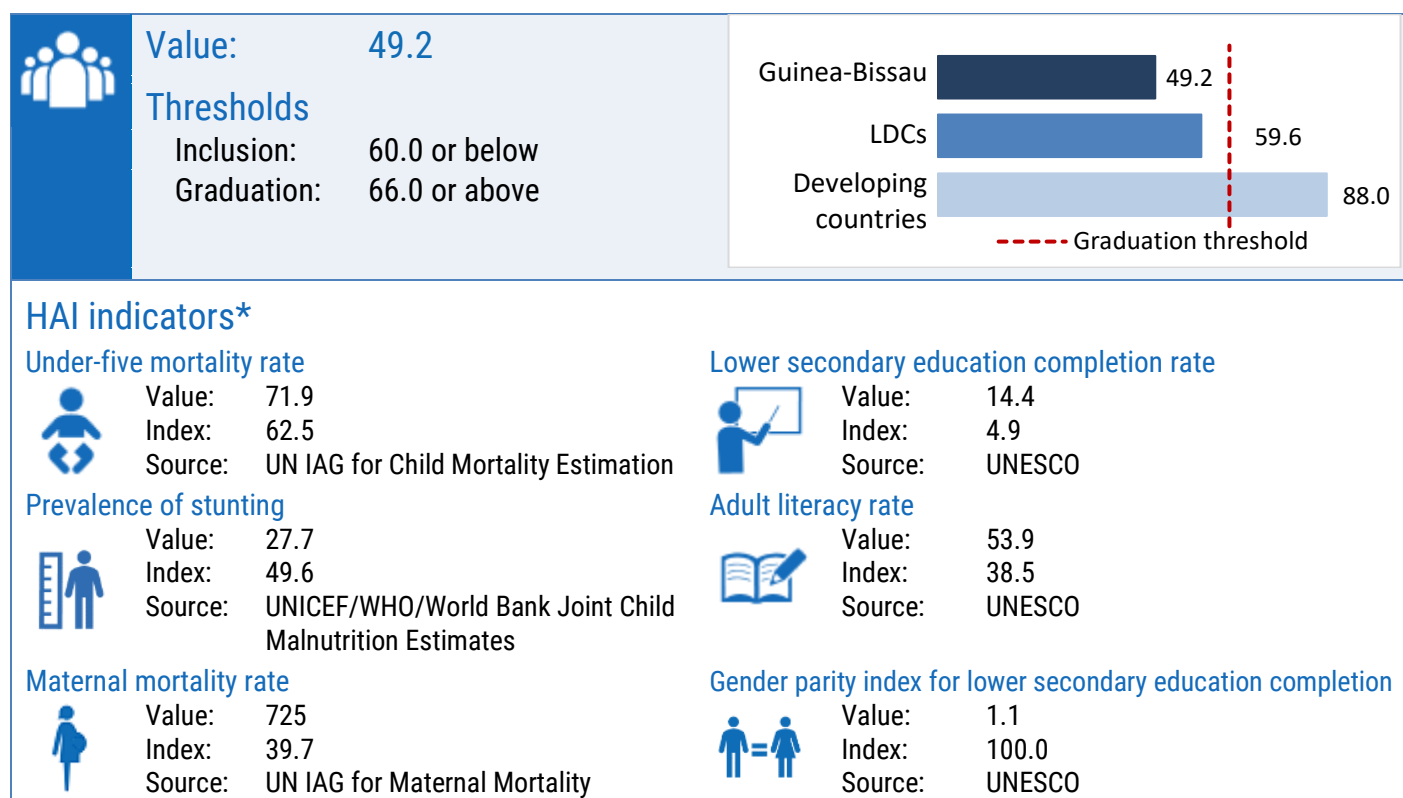 Value: 49.2
Thresholds
Inclusion: 60.0 or below
Graduation: 66.0 or above
Guinea-Bissau 49.2
LDCs 59.6
Developing
countries 88.0
Graduation threshold
HAI indicators*
Under-five mortality rate
Value: 71.9
Index: 62.5
Source: UN IAG for Child Mortality Estimation
Prevalence of stunting
Value: 27.7
Index: 49.6
Source: UNICEF/WHO/World Bank Joint Child
Malnutrition Estimates
Maternal mortality rate
Value: 725
Index: 39.7
Source: UN IAG for Maternal Mortality
Lower secondary education completion rate
Value: 14.4
Index: 4.9
Source: UNESCO
Adult literacy rate
Value: 53.9
Index: 38.5
Source: UNESCO
Gender parity index for lower secondary education completion
Value: 1.1
Index: 100.0
Source: UNESCO